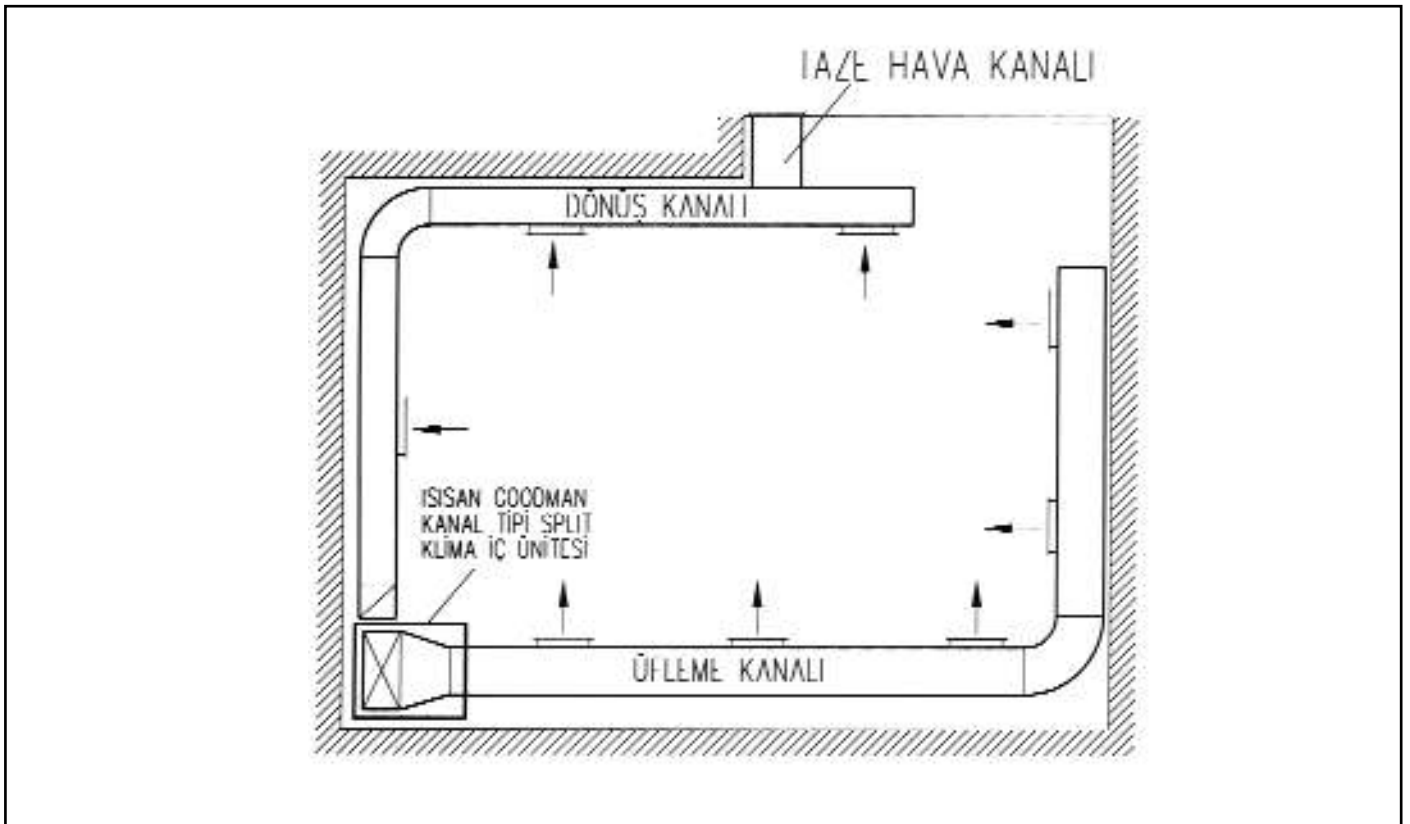 TAZE HAVA KANALI
DÖNÜŞ KANALI
ISISAN GOODMAN
KANAL TİPİ SPLIT
KLİMA İÇ ÜNİTESİ
ÜFLEME KANALI